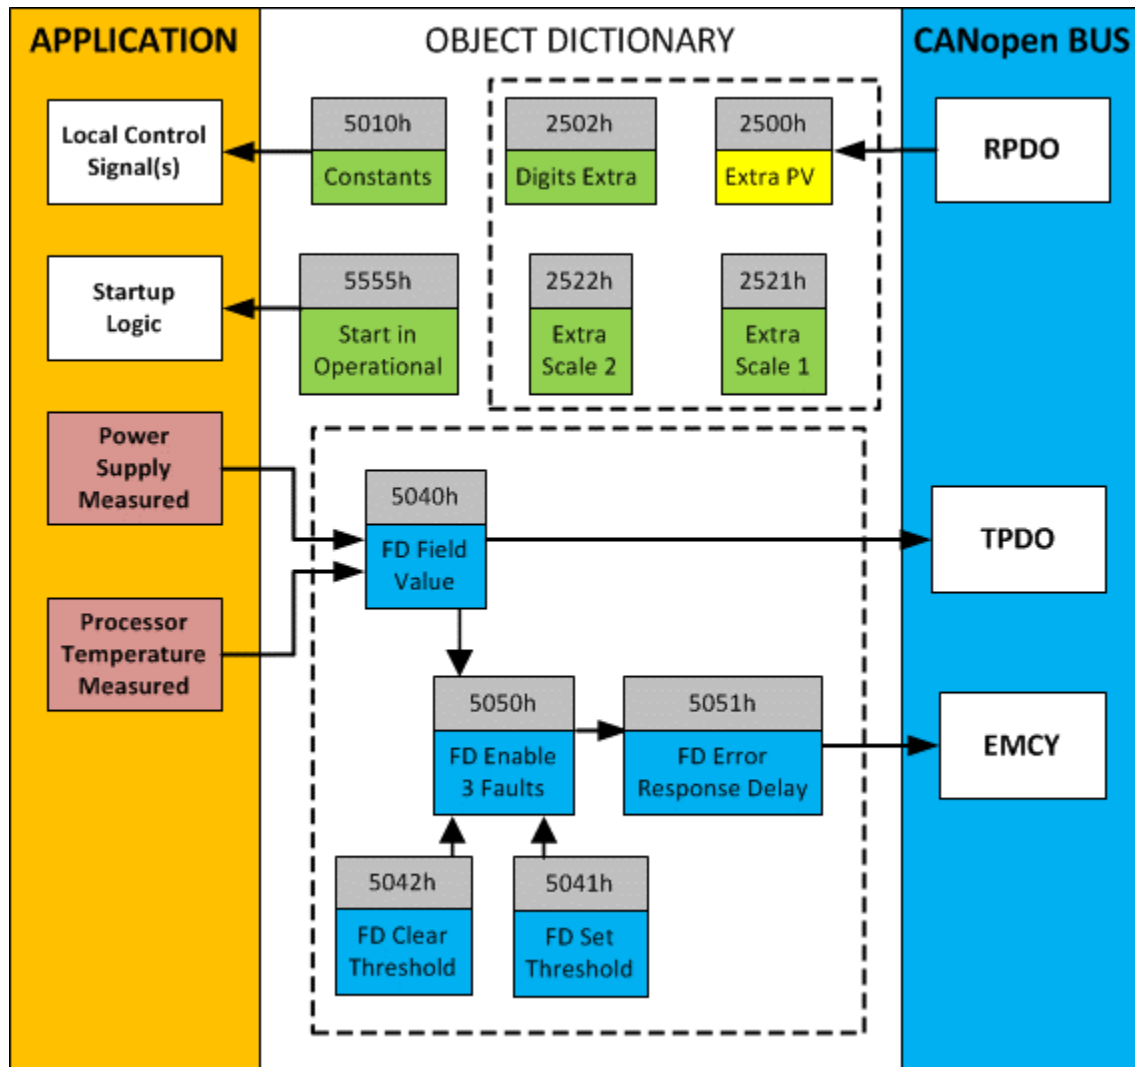 APPLICATION
OBJECT DICTIONARY
CANopen BUS
Local Control
Signal(s)
5010h
Constants
2502h
Digits Extra
2500h
Extra PV
RPDO
Startup
Logic
5555h
Start in
Operational
2522h
Extra
Scale 2
2521h
Extra
Scale 1
Power
Supply
Measured
5040h
FD Field
Value
TPDO
Processor
Temperature
Measured
5050h
FD Enable
3 Faults
5051h
FD Error
Response Delay
EMCY
5042h
FD Clear
Threshold
5041h
FD Set
Threshold